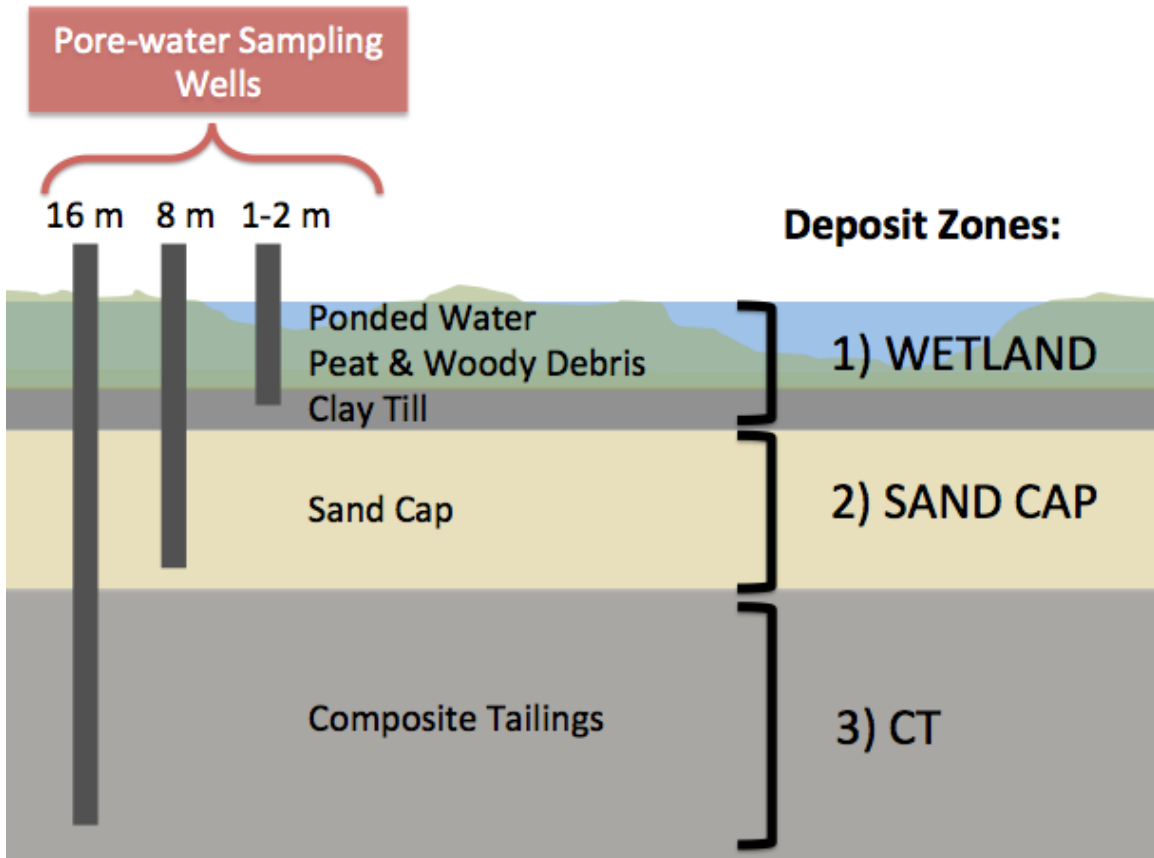 Pore-water Sampling
Wells
16 m 8 m 1-2 m
Deposit Zones:
Ponded Water
Peat & Woody Debris
Clay Till
1) WETLAND
Sand Cap
2) SAND CAP
Composite Tailings
3) CT